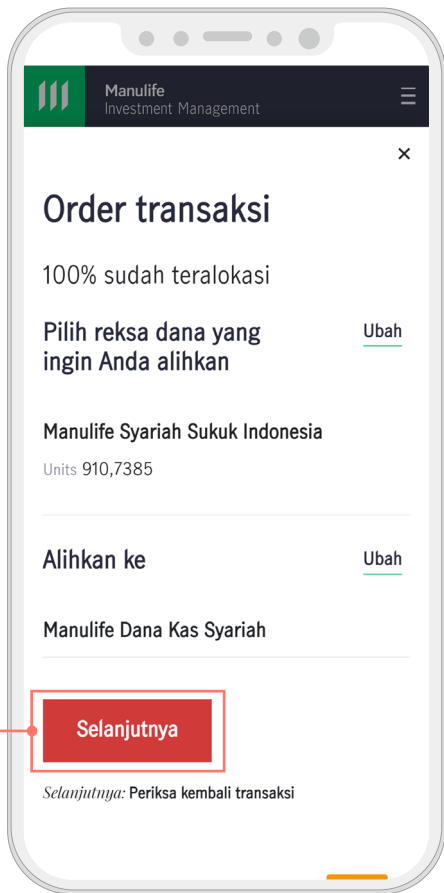 Manulife
Investment Management
Order transaksi
100% sudah teralokasi
Pilih reksa dana yang
ingin Anda alihkan
Ubah
Manulife Syariah Sukuk Indonesia
Units 910,7385
Alihkan ke
Ubah
Manulife Dana Kas Syariah
Selanjutnya
Selanjutnya: Periksa kembali transaksi